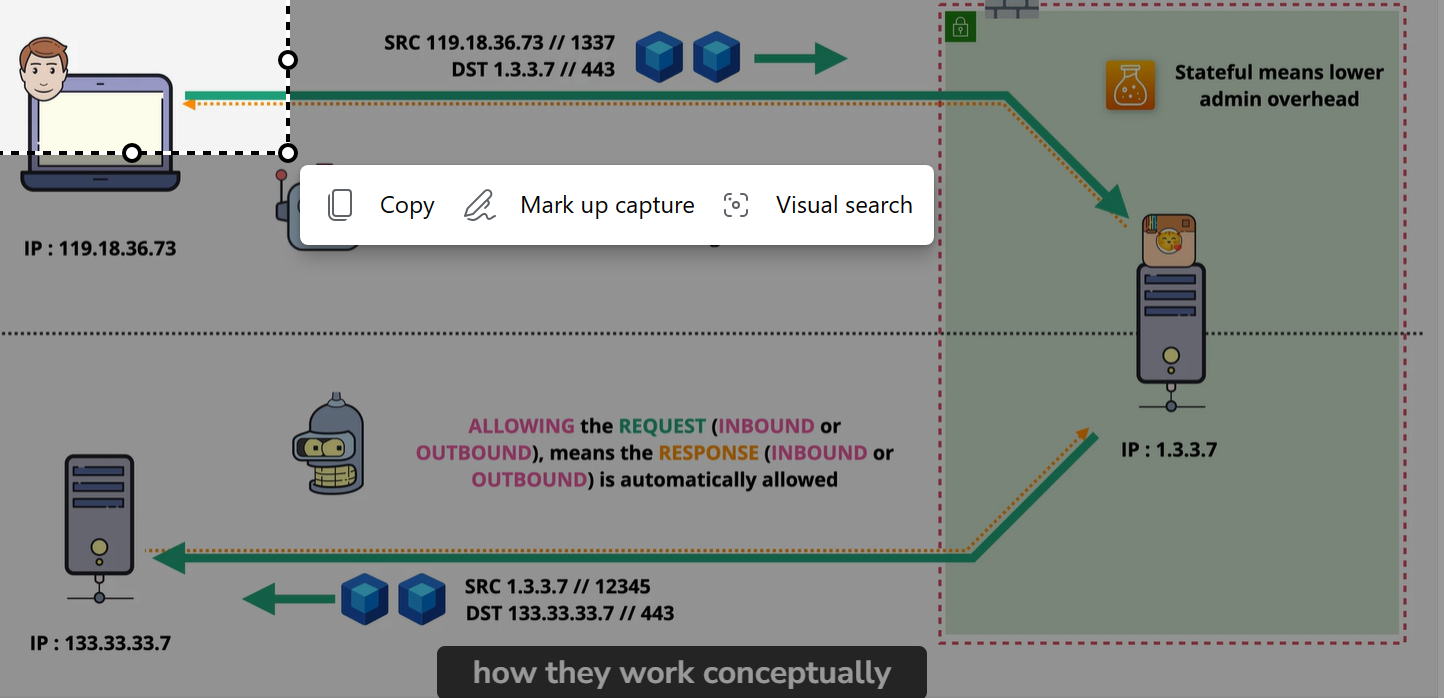 SRC 119.18.36.73 // 1337
DST 1.3.3.7 // 443
Stateful means lower
admin overhead
Copy
Mark up capture
Visual search
IP : 119.18.36.73
ALLOWING the REQUEST (INBOUND or
OUTBOUND), means the RESPONSE (INBOUND or
OUTBOUND) is automatically allowed
IP : 1.3.3.7
SRC 1.3.3.7 // 12345
DST 133.33.33.7 // 443
IP : 133.33.33.7
how they work conceptually